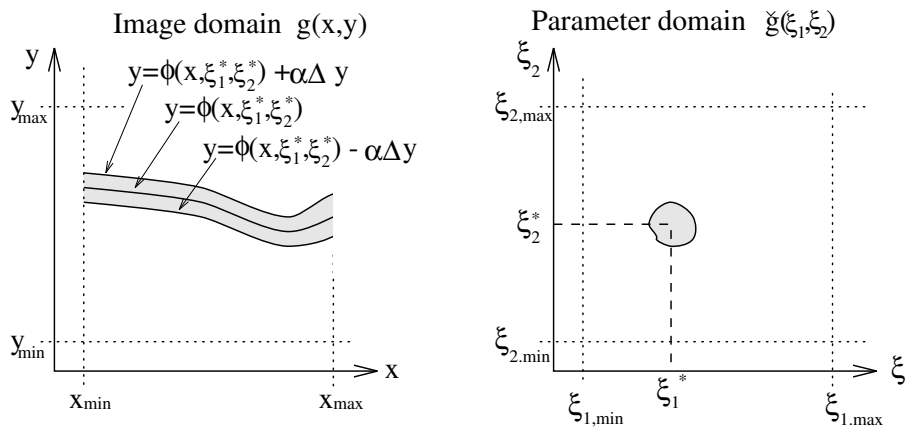 Image domain g(x,y)
y
y=ϕ(x,ξ₁*,ξ₂*) +αΔ y
y=ϕ(x,ξ₁*,ξ₂*)
y=ϕ(x,ξ₁*,ξ₂*) - αΔy
ymax
ymin
xmin
xmax
x
Parameter domain ğ(ξ₁,ξ₂)
ξ₂
ξ₂,max
ξ₂*
ξ₂.min
ξ₁,min
ξ₁*
ξ₁.max
ξ